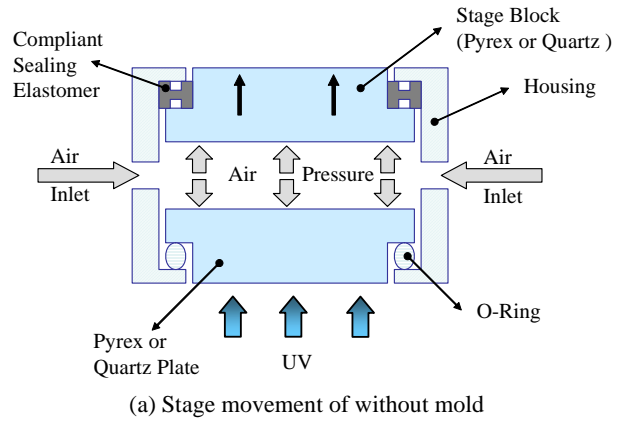 Compliant
Sealing
Elastomer
Stage Block
(Pyrex or Quartz )
Housing
Air
Inlet
Air
Pressure
Air
Inlet
O-Ring
Pyrex or
Quartz Plate
UV
(a) Stage movement of without mold